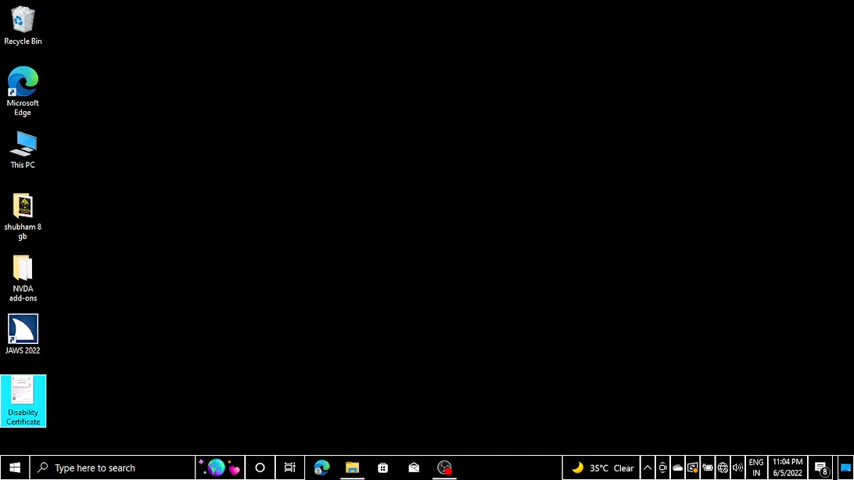 Recycle Bin
Microsoft
Edge
This PC
shubham 8
gb
NVDA
add-ons
JAWS 2022
Disability
Certificate
Type here to search
35°C Clear
ENG
IN
11:04 PM
6/5/2022
8